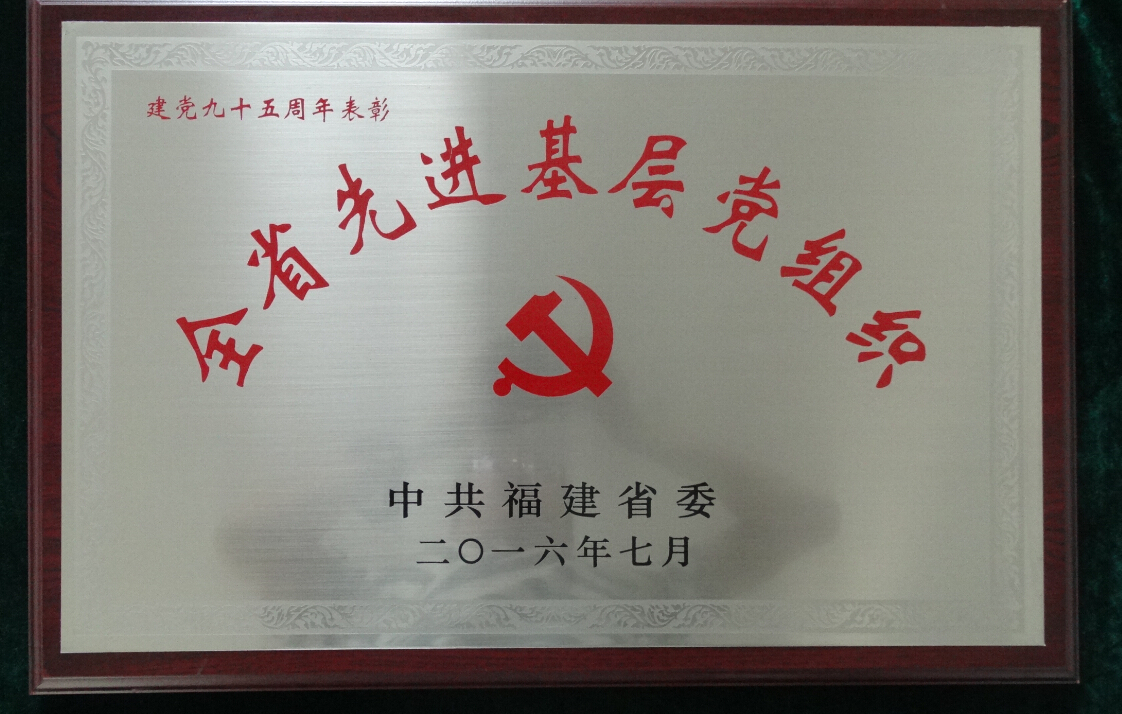 建党九十五周年表彰
全省先进基层党组织
中共福建省委
二〇一六年七月